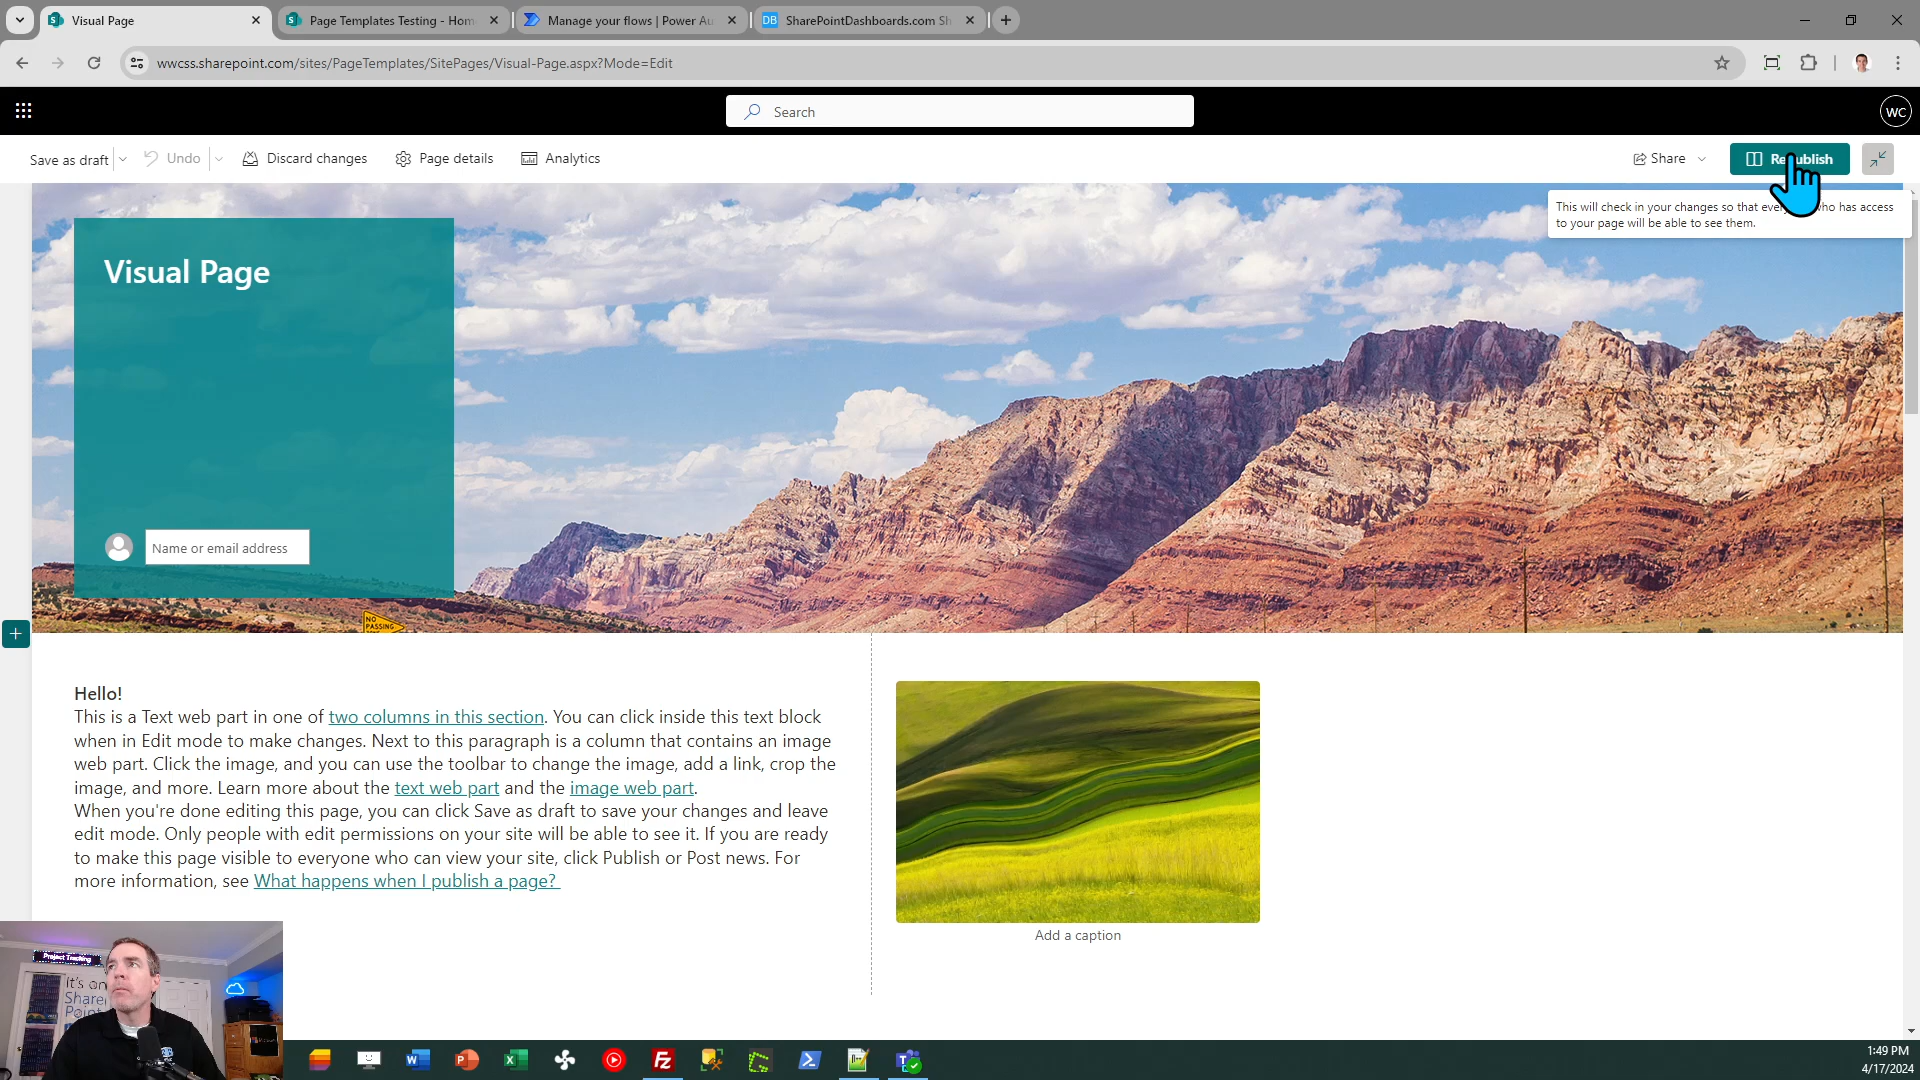 Visual Page
Page Templates Testing - Hom
Manage your flows | Power Au
DB
SharePointDashboards.com Sh
wwcss.sharepoint.com/sites/PageTemplates/SitePages/Visual-Page.aspx?Mode=Edit
Search
WC
Save as draft
Undo
Discard changes
Page details
Analytics
Share
Republish
This will check in your changes so that who has access
to your page will be able to see them.
Visual Page
Name or email address
NO
PASSING
Hello!
This is a Text web part in one of two columns in this section. You can click inside this text block
when in Edit mode to make changes. Next to this paragraph is a column that contains an image
web part. Click the image, and you can use the toolbar to change the image, add a link, crop the
image, and more. Learn more about the text web part and the image web part.
When you're done editing this page, you can click Save as draft to save your changes and leave
edit mode. Only people with edit permissions on your site will be able to see it. If you are ready
to make this page visible to everyone who can view your site, click Publish or Post news. For
more information, see What happens when I publish a page?
Add a caption
Project Tracking
It's on
Share
Point
1:49 PM
4/17/2024